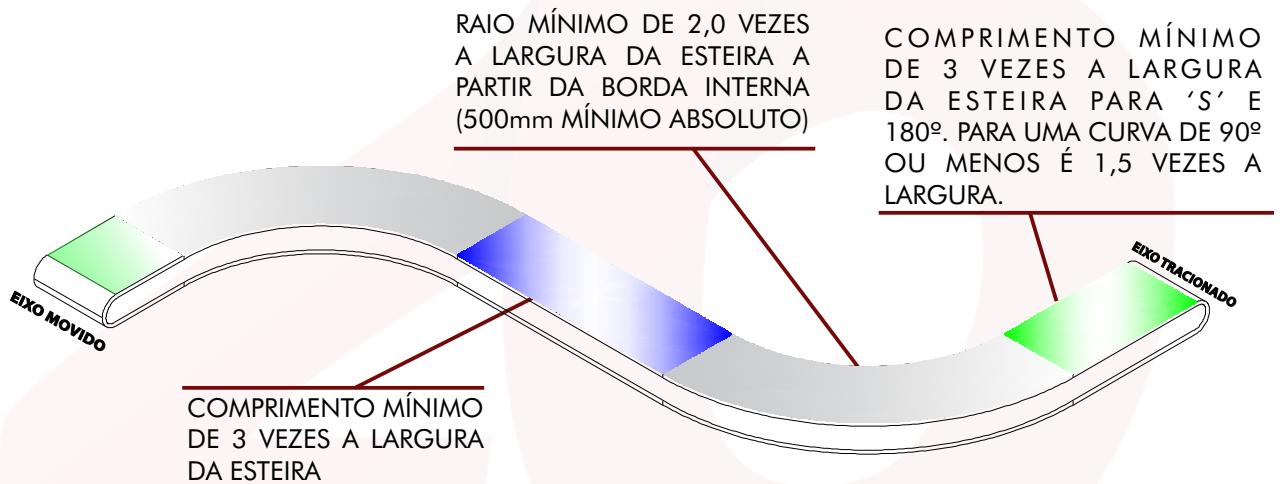 RAIO MÍNIMO DE 2,0 VEZES
A LARGURA DA ESTEIRA A
PARTIR DA BORDA INTERNA
(500mm MÍNIMO ABSOLUTO)
COMPRIMENTO MÍNIMO
DE 3 VEZES A LARGURA
DA ESTEIRA PARA ‘S’ E
180º. PARA UMA CURVA DE 90º
OU MENOS É 1,5 VEZES A
LARGURA.
EIXO TRACIONADO
EIXO MOVIDO
COMPRIMENTO MÍNIMO
DE 3 VEZES A LARGURA
DA ESTEIRA